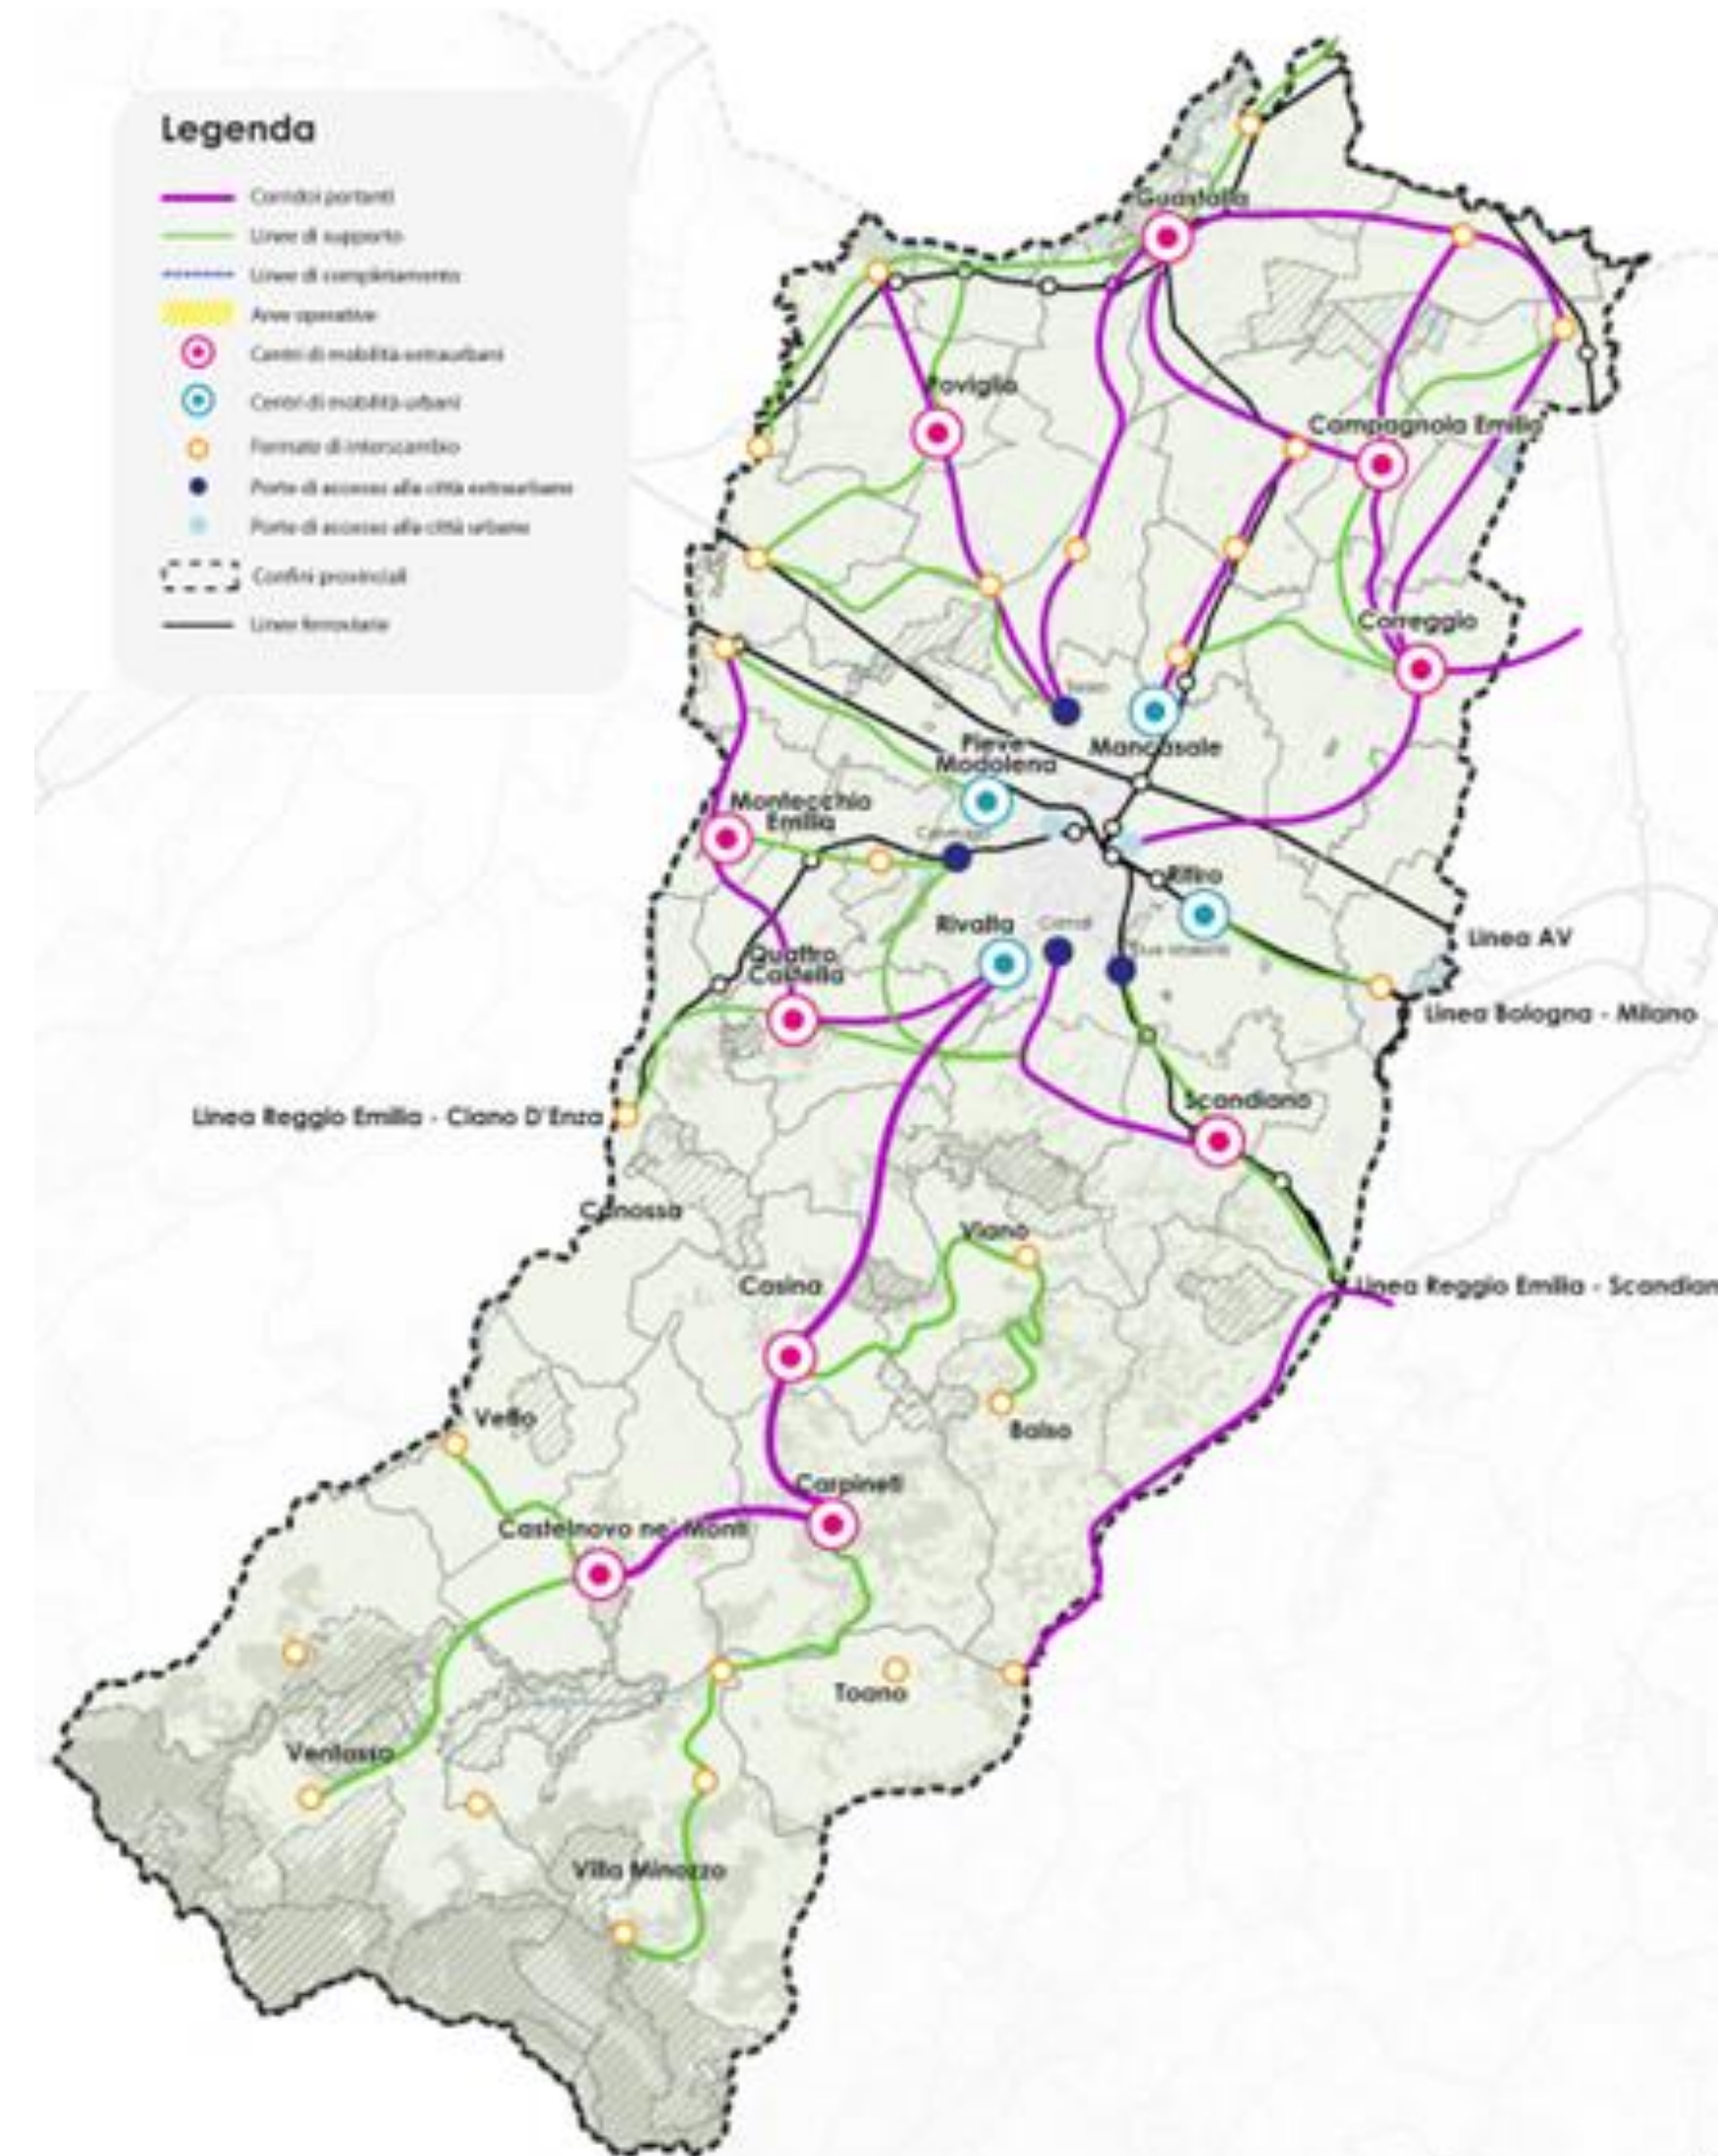 Legenda
Corridoi portanti
Linee di supporto
Linee di completamento
Aree operative
Centri di mobilità extraurbani
Centri di mobilità urbani
Fermate di interscambio
Porte di accesso alla città extraurbane
Porte di accesso alla città urbane
Confini provinciali
Linee ferroviarie
Guastalla
Poviglio
Campagnola Emilia
Correggio
Pieve
Modolena
Mancasale
Montecchio
Emilia
Rivalta
Quattro
Castella
Linea AV
Linea Bologna - Milano
Linea Reggio Emilia - Ciano D'Enza
Scandiano
Canossa
Viano
Casina
Linea Reggio Emilia - Scandian
Vetto
Baiso
Carpineti
Castelnovo ne' Monti
Toano
Ventasso
Villa Minozzo